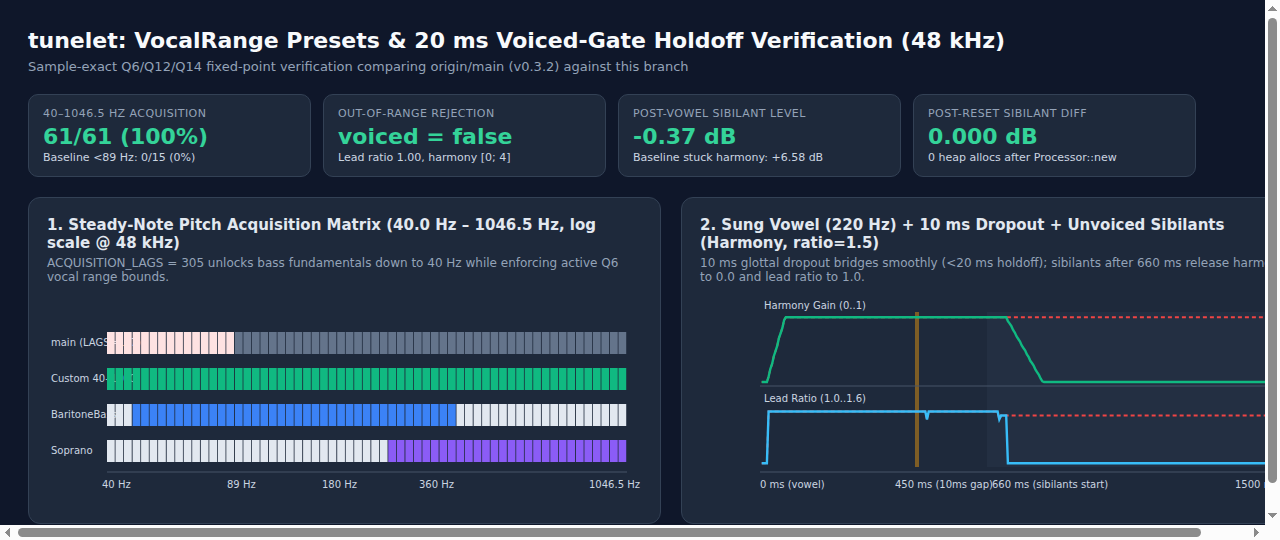 tunelet: VocalRange Presets & 20 ms Voiced-Gate Holdoff Verification (48 kHz)
Sample-exact Q6/Q12/Q14 fixed-point verification comparing origin/main (v0.3.2) against this branch
40–1046.5 HZ ACQUISITION
61/61 (100%)
Baseline <89 Hz: 0/15 (0%)
OUT-OF-RANGE REJECTION
voiced = false
Lead ratio 1.00, harmony [0; 4]
POST-VOWEL SIBILANT LEVEL
-0.37 dB
Baseline stuck harmony: +6.58 dB
POST-RESET SIBILANT DIFF
0.000 dB
0 heap allocs after Processor::new
1. Steady-Note Pitch Acquisition Matrix (40.0 Hz – 1046.5 Hz, log
scale @ 48 kHz)
ACQUISITION_LAGS = 305 unlocks bass fundamentals down to 40 Hz while enforcing active Q6
vocal range bounds.
main (LAGS
Custom 40-
BaritoneBa
Soprano
40 Hz
89 Hz
180 Hz
360 Hz
1046.5 Hz
2. Sung Vowel (220 Hz) + 10 ms Dropout + Unvoiced Sibilants
(Harmony, ratio=1.5)
10 ms glottal dropout bridges smoothly (<20 ms holdoff); sibilants after 660 ms release harm
to 0.0 and lead ratio to 1.0.
Harmony Gain (0..1)
Lead Ratio (1.0..1.6)
0 ms (vowel)
450 ms (10ms gap)
660 ms (sibilants start)
1500